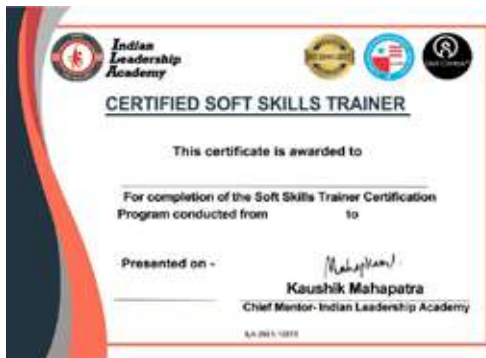 Indian
Leadership
Academy
CERTIFIED SOFT SKILLS TRAINER
This certificate is awarded to
For completion of the Soft Skills Trainer Certification
Program conducted from to
Presented on -
Kaushik Mahapatra
Chief Mentor- Indian Leadership Academy